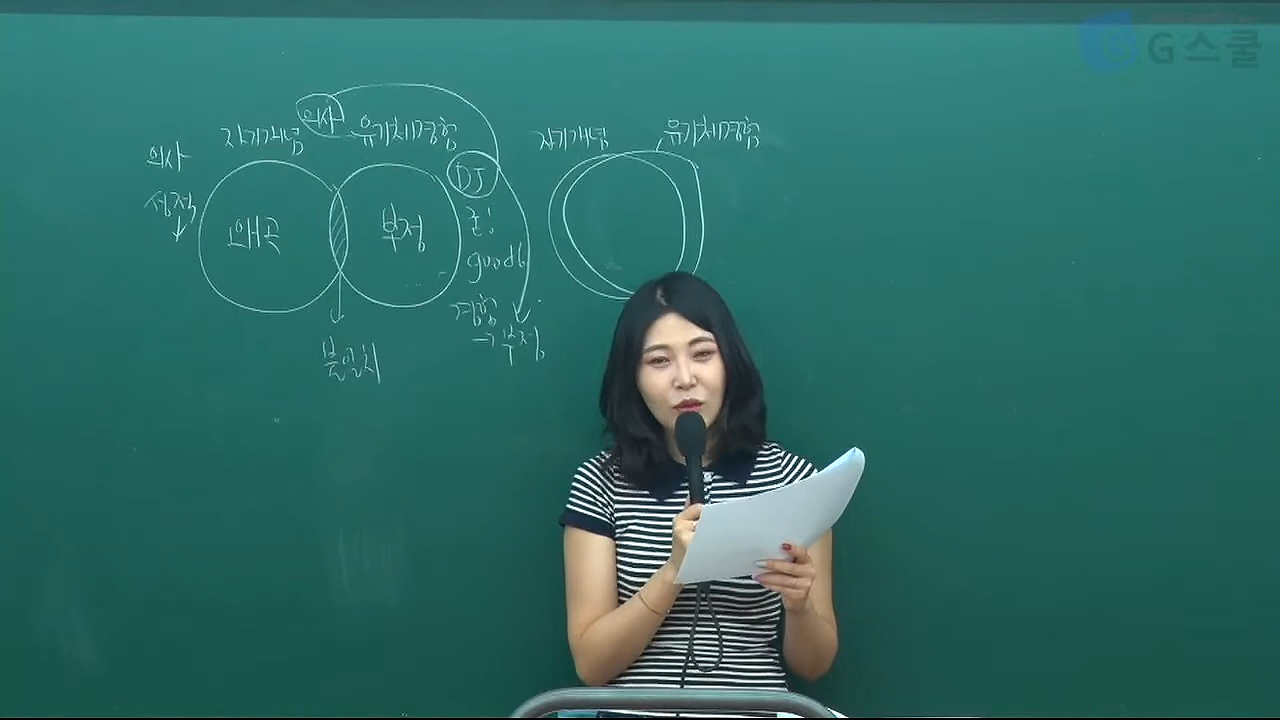 의사
자기개념
유기체경험
의사
성적
왜곡
부정
DJ
춤!
good!
경험
→ 부정
불일치
자기개념
유기체경험
G스쿨